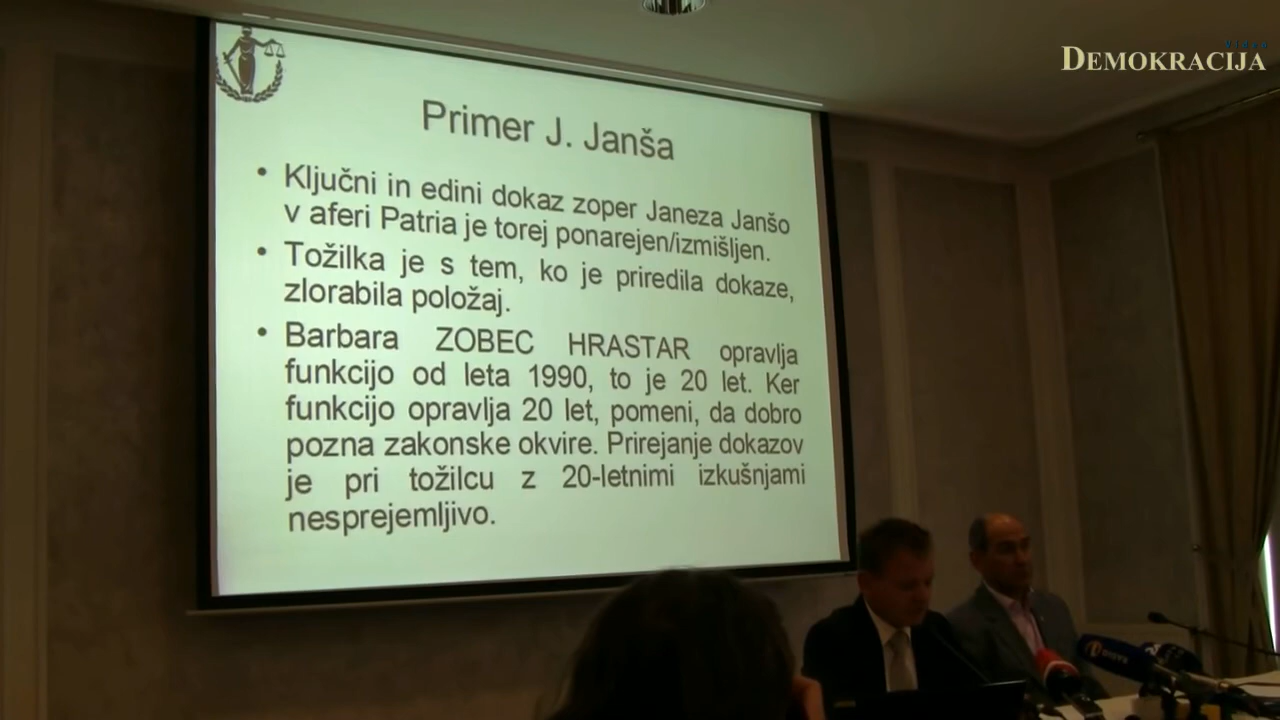 Video
DEMOKRACIJA
Primer J. Janša
• Ključni in edini dokaz zoper Janeza Janšo
v aferi Patria je torej ponarejen/izmišljen.
• Tožilka je s tem, ko je priredila dokaze,
zlorabila položaj.
• Barbara ZOBEC HRASTAR opravlja
funkcijo od leta 1990, to je 20 let. Ker
funkcijo opravlja 20 let, pomeni, da dobro
pozna zakonske okvire. Prirejanje dokazov
je pri tožilcu z 20-letnimi izkušnjami
nesprejemljivo.